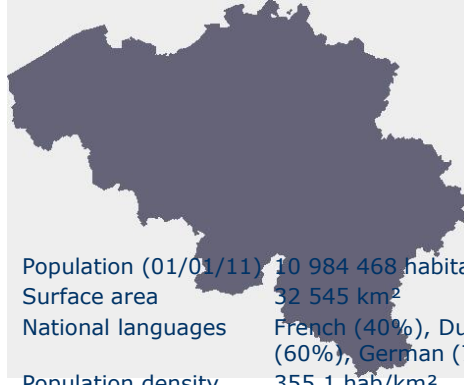 Population (01/01/11) 10 984 468
Surface area 32 545 km²
National languages French (40%),
(60%), German
Population density 355.1 hab/km²